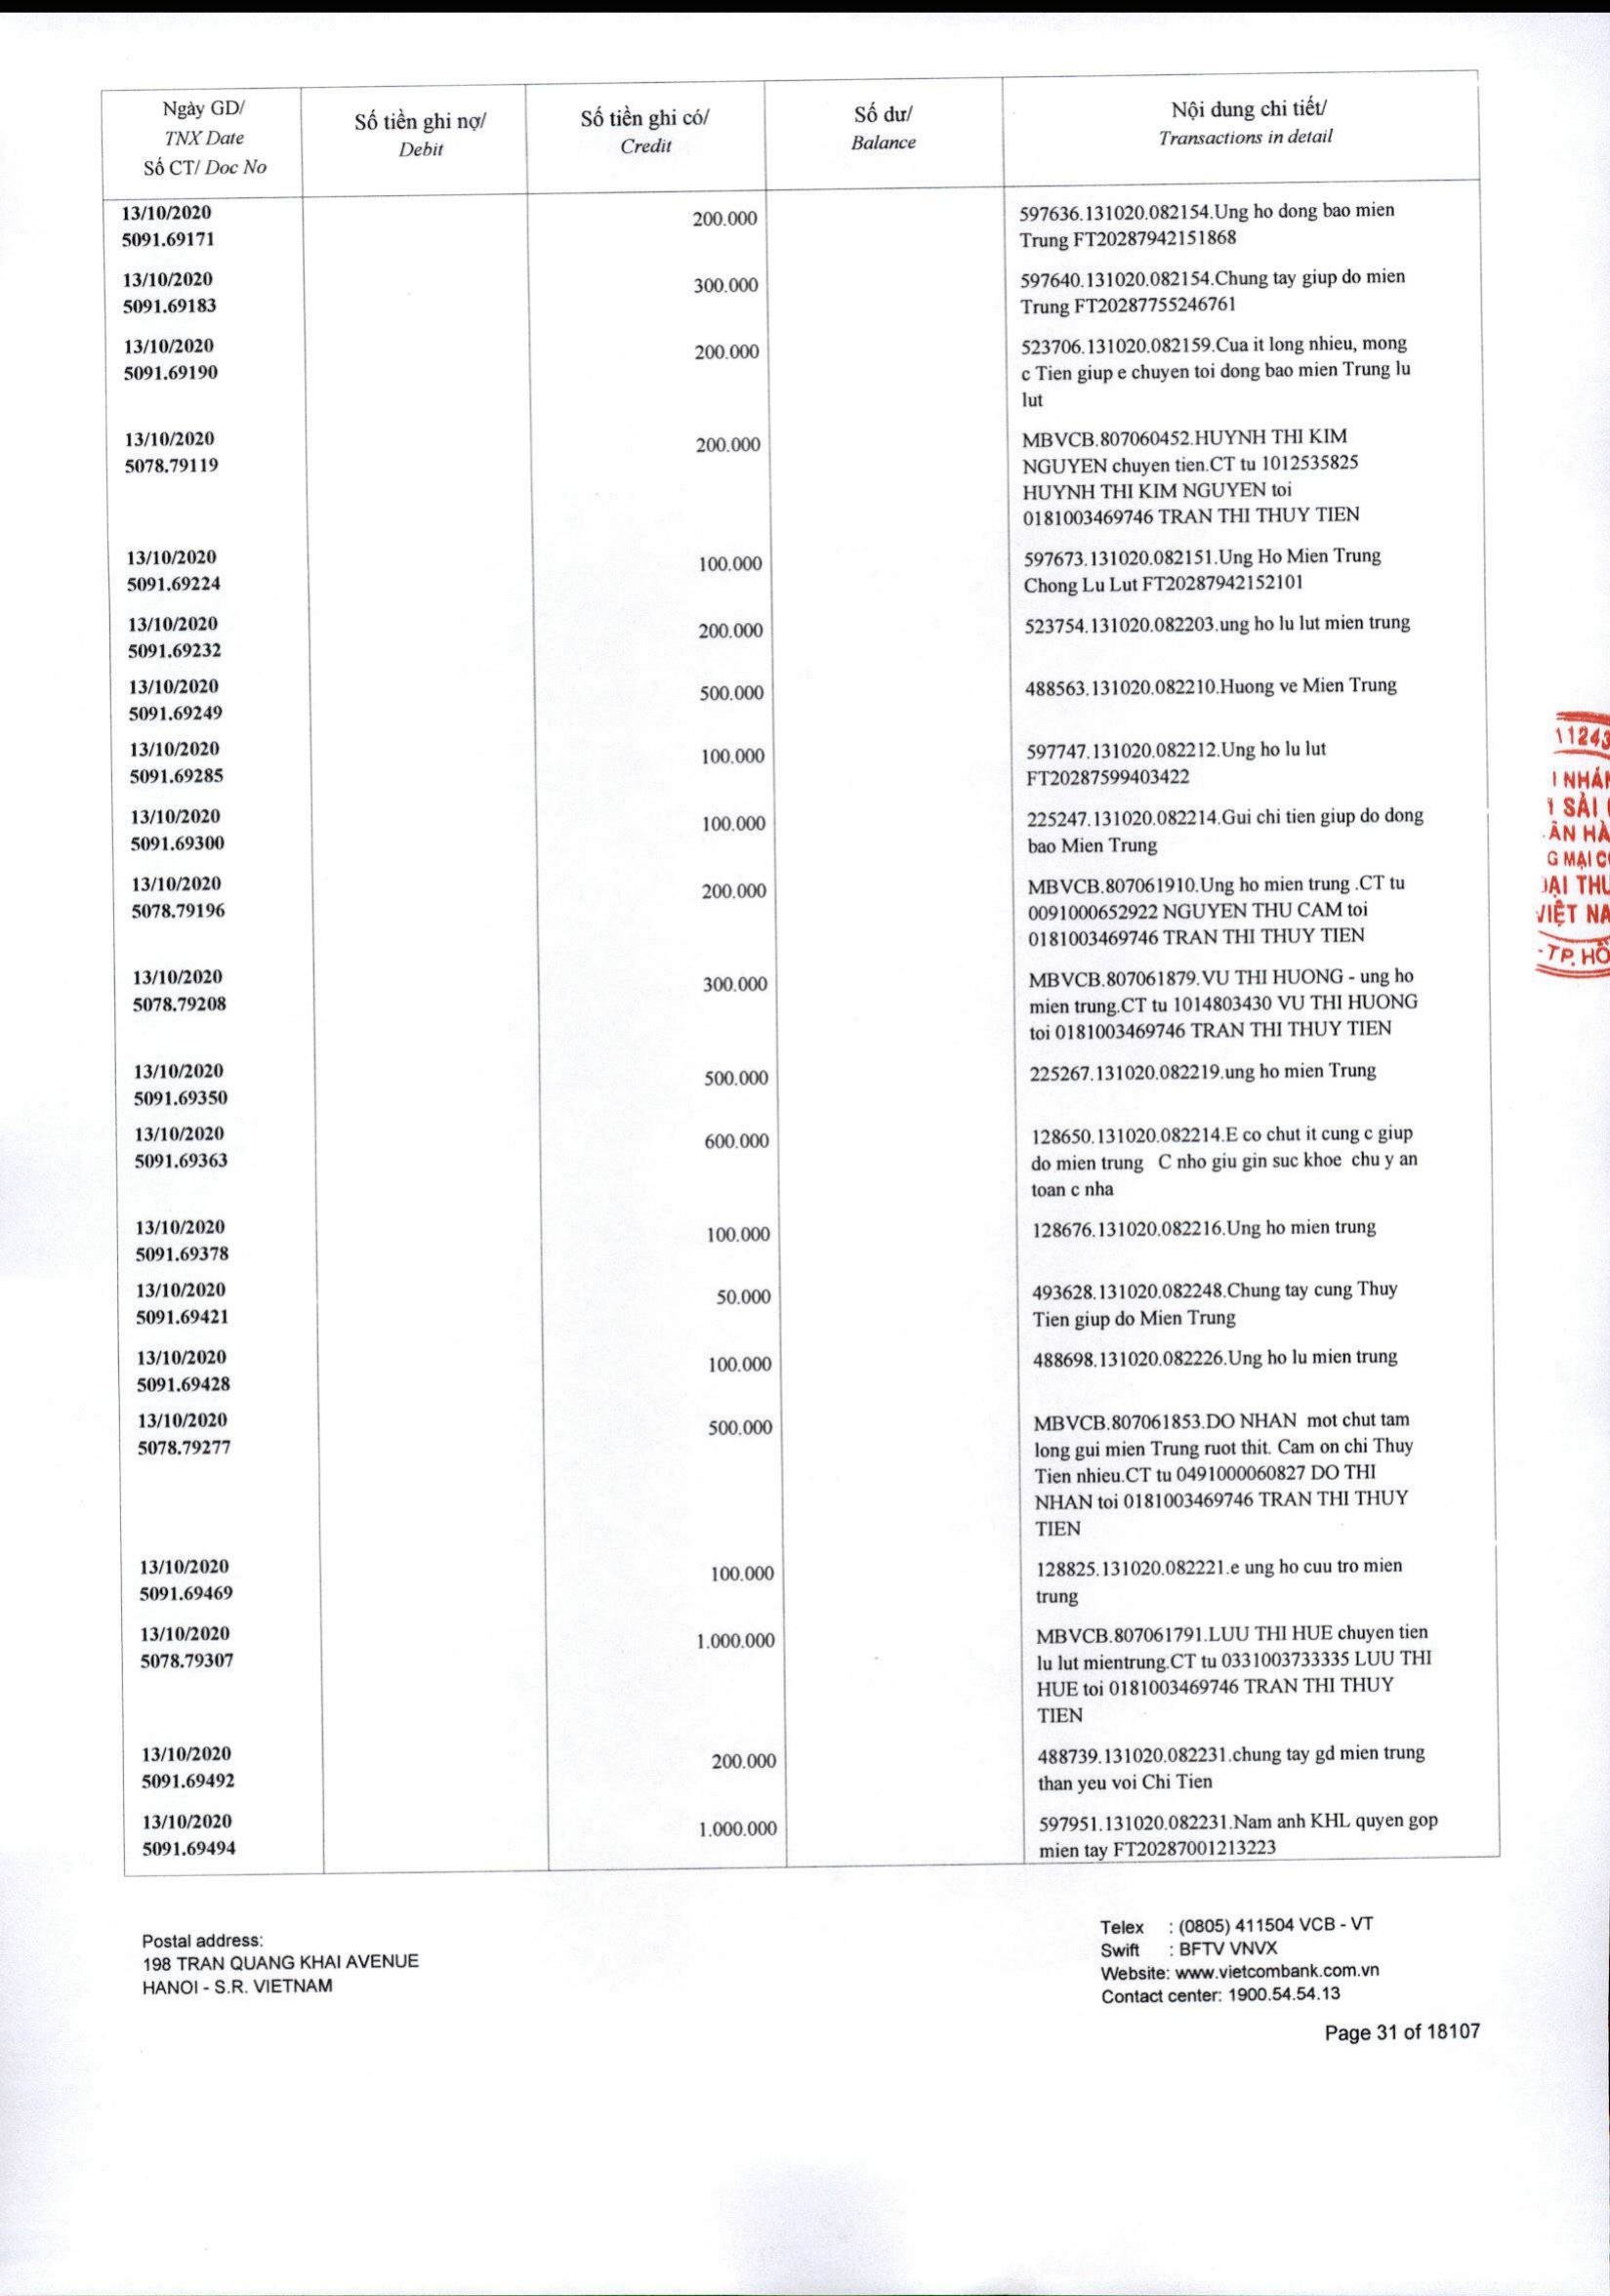 Ngày GD/
TNX Date
Số CT/ Doc No
Số tiền ghi nợ/
Debit
Số tiền ghi có/
Credit
Số dư/
Balance
Nội dung chi tiết/
Transactions in detail
13/10/2020
5091.69171
200.000
597636.131020.082154.Ung ho dong bao mien
Trung FT20287942151868
13/10/2020
5091.69183
300.000
597640.131020.082154.Chung tay giup do mien
Trung FT20287755246761
13/10/2020
5091.69190
200.000
523706.131020.082159.Cua it long nhieu, mong
c Tien giup e chuyen toi dong bao mien Trung lu
lut
13/10/2020
5078.79119
200.000
MBVCB.807060452.HUYNH THI KIM
NGUYEN chuyen tien.CT tu 1012535825
HUYNH THI KIM NGUYEN toi
0181003469746 TRAN THI THUY TIEN
13/10/2020
5091.69224
100.000
597673.131020.082151.Ung Ho Mien Trung
Chong Lu Lut FT20287942152101
13/10/2020
5091.69232
200.000
523754.131020.082203.ung ho lu lut mien trung
13/10/2020
5091.69249
500.000
488563.131020.082210.Huong ve Mien Trung
13/10/2020
5091.69285
100.000
597747.131020.082212.Ung ho lu lut
FT20287599403422
13/10/2020
5091.69300
100.000
225247.131020.082214.Gui chi tien giup do dong
bao Mien Trung
13/10/2020
5078.79196
200.000
MBVCB.807061910.Ung ho mien trung .CT tu
0091000652922 NGUYEN THU CAM toi
0181003469746 TRAN THI THUY TIEN
13/10/2020
5078.79208
300.000
MBVCB.807061879.VU THI HUONG - ung ho
mien trung.CT tu 1014803430 VU THI HUONG
toi 0181003469746 TRAN THI THUY TIEN
13/10/2020
5091.69350
500.000
225267.131020.082219.ung ho mien Trung
13/10/2020
5091.69363
600.000
128650.131020.082214.E co chut it cung c giup
do mien trung   C nho giu gin suc khoe  chu y an
toan c nha
13/10/2020
5091.69378
100.000
128676.131020.082216.Ung ho mien trung
13/10/2020
5091.69421
50.000
493628.131020.082248.Chung tay cung Thuy
Tien giup do Mien Trung
13/10/2020
5091.69428
100.000
488698.131020.082226.Ung ho lu mien trung
13/10/2020
5078.79277
500.000
MBVCB.807061853.DO NHAN  mot chut tam
long gui mien Trung ruot thit. Cam on chi Thuy
Tien nhieu.CT tu 0491000060827 DO THI
NHAN toi 0181003469746 TRAN THI THUY
TIEN
13/10/2020
5091.69469
100.000
128825.131020.082221.e ung ho cuu tro mien
trung
13/10/2020
5078.79307
1.000.000
MBVCB.807061791.LUU THI HUE chuyen tien
lu lut mientrung.CT tu 0331003733335 LUU THI
HUE toi 0181003469746 TRAN THI THUY
TIEN
13/10/2020
5091.69492
200.000
488739.131020.082231.chung tay gd mien trung
than yeu voi Chi Tien
13/10/2020
5091.69494
1.000.000
597951.131020.082231.Nam anh KHL quyen gop
mien tay FT20287001213223
11243
NHÁN
SÀI
ÂN HÀ
G MẠI C
ẠI THƯ
VIỆT NA
-TP. HỒ
Postal address:
198 TRAN QUANG KHAI AVENUE
HANOI - S.R. VIETNAM
Telex : (0805) 411504 VCB - VT
Swift : BFTV VNVX
Website: www.vietcombank.com.vn
Contact center: 1900.54.54.13
Page 31 of 18107